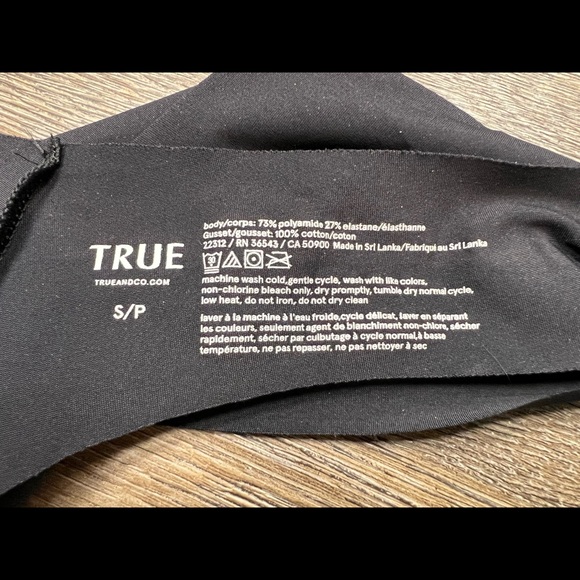 TRUE
TRUEANDCO.COM
S/P
body/corps: 73% polyamide 27% elastane/élasthanne
Gusset/gousset: 100% cotton/coton
22312 / RN 36543 / CA 50900 Made in Sri Lanka/Fabriqué au Sri Lanka
machine wash cold,gentle cycle, wash with like colors,
non-chlorine bleach only, dry promptly, tumble dry normal cycle,
low heat, do not iron, do not dry clean
laver à la machine à l'eau froide,cycle délicat, laver en séparant
les couleurs, seulement agent de blanchiment non-chlore, sécher
rapidement, sécher par culbutage à cycle normal,à basse
température, ne pas repasser, ne pas nettoyer à sec